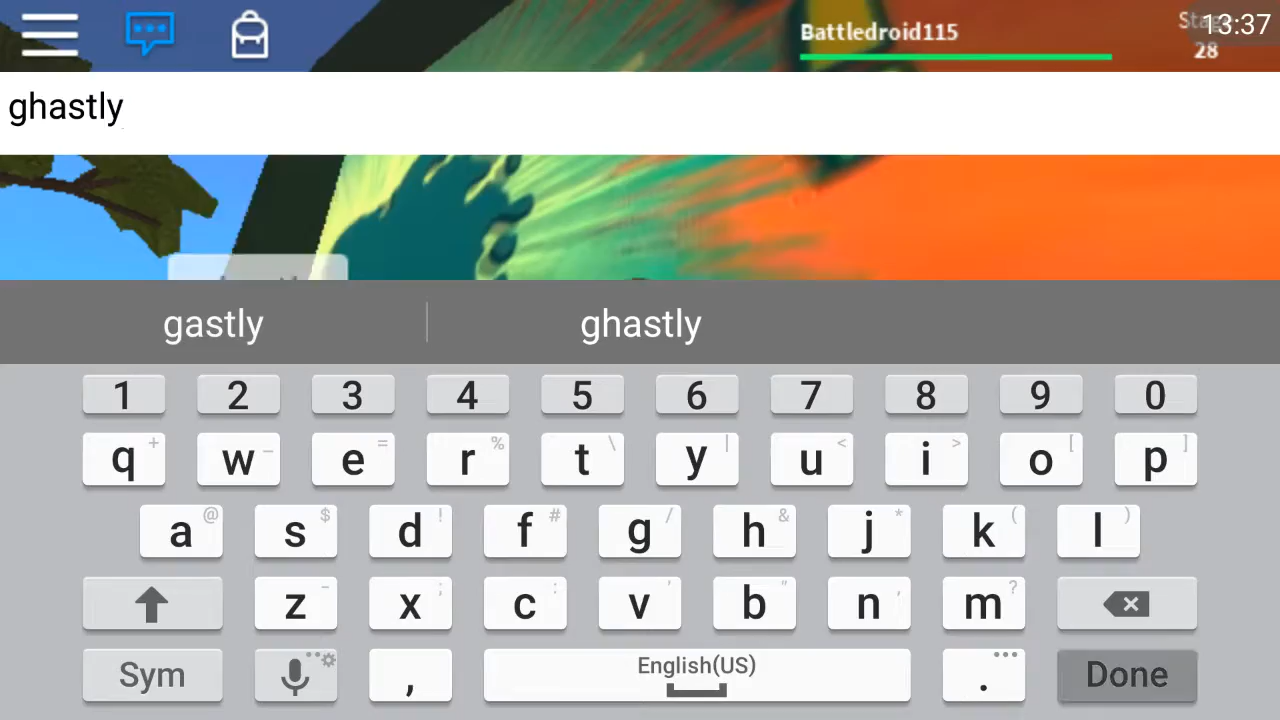 Battledroid115
Stage
13:37
28
ghastly
gastly
ghastly
1 2 3 4 5 6 7 8 9 0
q + w - e = r % t \ y | u < i > o [ p ]
a @ s $ d ! f # g / h & j * k ( l )
z - x ; c : v ' b " n , m ?
Sym , English(US) . Done